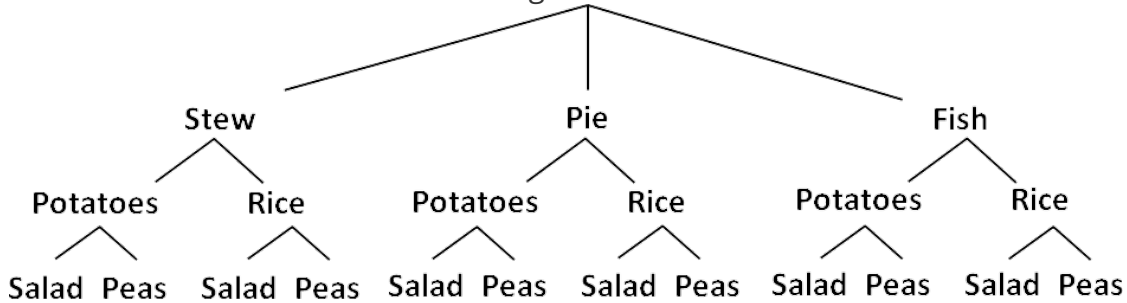 Stew Pie Fish
Potatoes Rice Potatoes Rice Potatoes Rice
Salad Peas Salad Peas Salad Peas Salad Peas Salad Peas Salad Peas